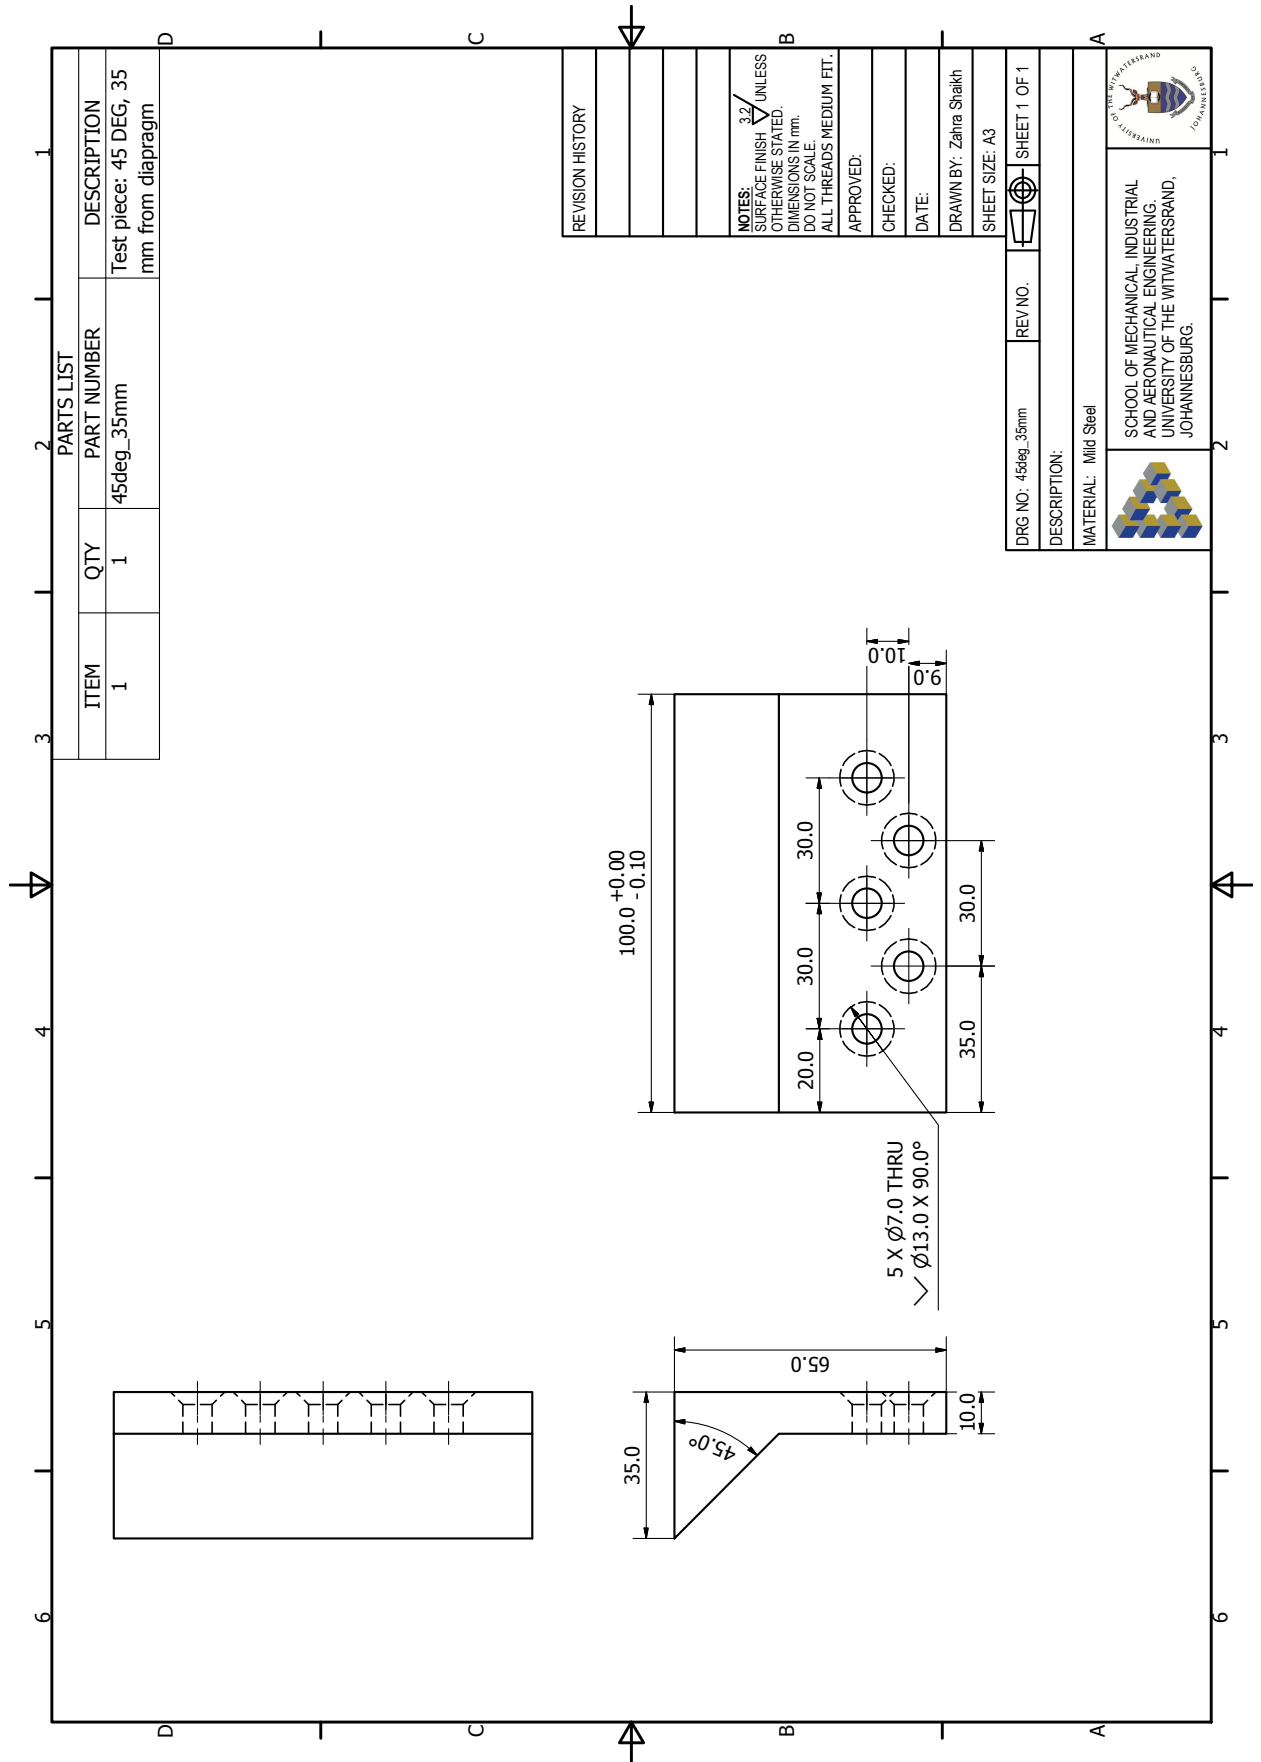 PARTS LIST
ITEM QTY PART NUMBER DESCRIPTION
1 1 45deg_35mm Test piece: 45 DEG, 35
mm from diapragm
6 5 4 3 2 1
D
C
B
A
D
C
B
A
6 5 4 3 2 1
35.0
45.0°
65.0
10.0
100.0 +0.00
- 0.10
20.0 30.0 30.0
35.0 30.0
10.0
9.0
5 X Ø7.0 THRU
Ø13.0 X 90.0°
REVISION HISTORY
NOTES:
3.2
SURFACE FINISH UNLESS
OTHERWISE STATED.
DIMENSIONS IN mm.
DO NOT SCALE.
ALL THREADS MEDIUM FIT.
APPROVED:
CHECKED:
DATE:
DRAWN BY: Zahra Shaikh
SHEET SIZE: A3
DRG NO: 45deg_35mm REV NO. SHEET 1 OF 1
DESCRIPTION:
MATERIAL: Mild Steel
SCHOOL OF MECHANICAL, INDUSTRIAL
AND AERONAUTICAL ENGINEERING.
UNIVERSITY OF THE WITWATERSRAND,
JOHANNESBURG.
UNIVERSITY OF THE WITWATERSRAND
JOHANNESBURG